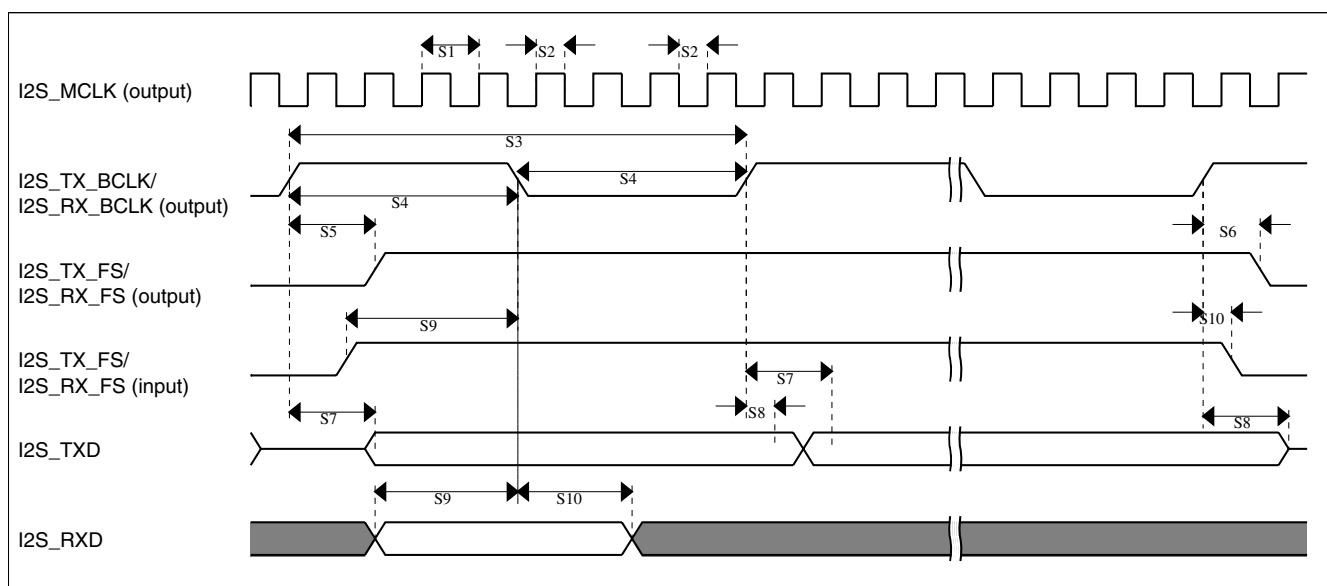 S1
S2
S2
I2S_MCLK (output)
S3
I2S_TX_BCLK/
I2S_RX_BCLK (output)
S4
S4
S5
S6
I2S_TX_FS/
I2S_RX_FS (output)
S9
S10
I2S_TX_FS/
I2S_RX_FS (input)
S7
S7
S8
S8
I2S_TXD
S9
S10
I2S_RXD